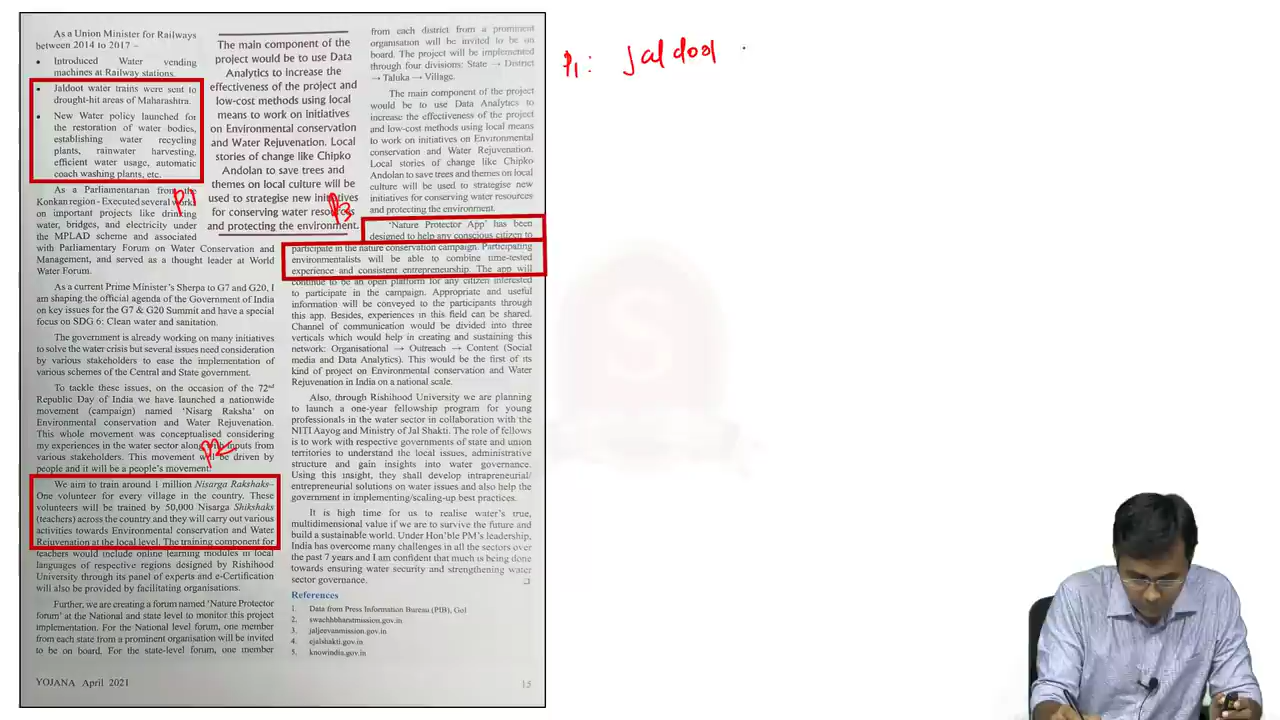 As a Union Minister for Railways
between 2014 to 2017 –
• Introduced Water vending
machines at Railway stations.
• Jaldoot water trains were sent to
drought-hit areas of Maharashtra.
• New Water policy launched for
the restoration of water bodies,
establishing water recycling
plants, rainwater harvesting,
efficient water usage, automatic
coach washing plants, etc.
P1
As a Parliamentarian from the
Konkan region - Executed several works
on important projects like drinking
water, bridges, and electricity under
the MPLAD scheme and associated
with Parliamentary Forum on Water Conservation and
Management, and served as a thought leader at World
Water Forum.
As a current Prime Minister's Sherpa to G7 and G20, I
am shaping the official agenda of the Government of India
on key issues for the G7 & G20 Summit and have a special
focus on SDG 6: Clean water and sanitation.
The government is already working on many initiatives
to solve the water crisis but several issues need consideration
by various stakeholders to ease the implementation of
various schemes of the Central and State government.
To tackle these issues, on the occasion of the 72nd
Republic Day of India we have launched a nationwide
movement (campaign) named 'Nisarg Raksha' on
Environmental conservation and Water Rejuvenation.
This whole movement was conceptualised considering
my experiences in the water sector along with inputs from
various stakeholders. This movement will be driven by
people and it will be a people's movement.
P2
We aim to train around 1 million Nisarga Rakshaks–
One volunteer for every village in the country. These
volunteers will be trained by 50,000 Nisarga Shikshaks
(teachers) across the country and they will carry out various
activities towards Environmental conservation and Water
Rejuvenation at the local level. The training component for
teachers would include online learning modules in local
languages of respective regions designed by Rishihood
University through its panel of experts and e-Certification
will also be provided by facilitating organisations.
Further, we are creating a forum named 'Nature Protector
forum' at the National and state level to monitor this project
implementation. For the National level forum, one member
from each state from a prominent organisation will be invited
to be on board. For the state-level forum, one member
The main component of the
project would be to use Data
Analytics to increase the
effectiveness of the project and
low-cost methods using local
means to work on Initiatives
on Environmental conservation
and Water Rejuvenation. Local
stories of change like Chipko
Andolan to save trees and
themes on local culture will be
used to strategise new initiatives
for conserving water resources
and protecting the environment.
P3
from each district from a prominent
organisation will be invited to be on
board. The project will be implemented
through four divisions: State → District
→ Taluka → Village.
The main component of the project
would be to use Data Analytics to
increase the effectiveness of the project
and low-cost methods using local means
to work on initiatives on Environmental
conservation and Water Rejuvenation.
Local stories of change like Chipko
Andolan to save trees and themes on local
culture will be used to strategise new
initiatives for conserving water resources
and protecting the environment.
'Nature Protector App' has been
designed to help any conscious citizen to
participate in the nature conservation campaign. Participating
environmentalists will be able to combine time-tested
experience and consistent entrepreneurship. The app will
continue to be an open platform for any citizen interested
to participate in the campaign. Appropriate and useful
information will be conveyed to the participants through
this app. Besides, experiences in this field can be shared.
Channel of communication would be divided into three
verticals which would help in creating and sustaining this
network: Organisational → Outreach → Content (Social
media and Data Analytics). This would be the first of its
kind of project on Environmental conservation and Water
Rejuvenation in India on a national scale.
Also, through Rishihood University we are planning
to launch a one-year fellowship program for young
professionals in the water sector in collaboration with the
NITI Aayog and Ministry of Jal Shakti. The role of fellows
is to work with respective governments of state and union
territories to understand the local issues, administrative
structure and gain insights into water governance.
Using this insight, they shall develop intrapreneurial/
entrepreneurial solutions on water issues and also help the
government in implementing/scaling-up best practices.
It is high time for us to realise water's true,
multidimensional value if we are to survive the future and
build a sustainable world. Under Hon'ble PM's leadership,
India has overcome many challenges in all the sectors over
the past 7 years and I am confident that much is being done
towards ensuring water security and strengthening water
sector governance.
References
1. Data from Press Information Bureau (PIB), GoI
2. swachhbharatmission.gov.in
3. jaljeevanmission.gov.in
4. ejalshakti.gov.in
5. knowindia.gov.in
YOJANA April 2021
15
P1: Jaldoot
S